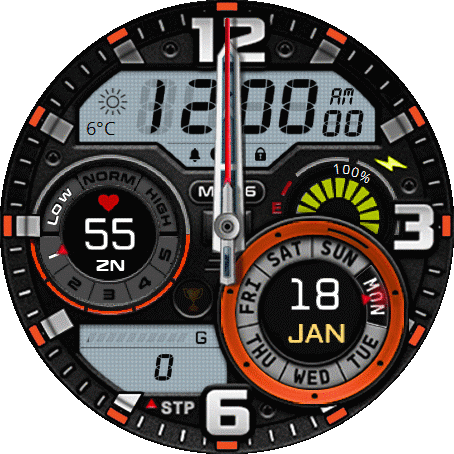 12
12:00 AM
00
6°C
100%
LOW NORM HIGH
55
ZN
2 3 4 5
3
FRI SAT SUN MON TUE WED THU
18
JAN
G
0
STP
6